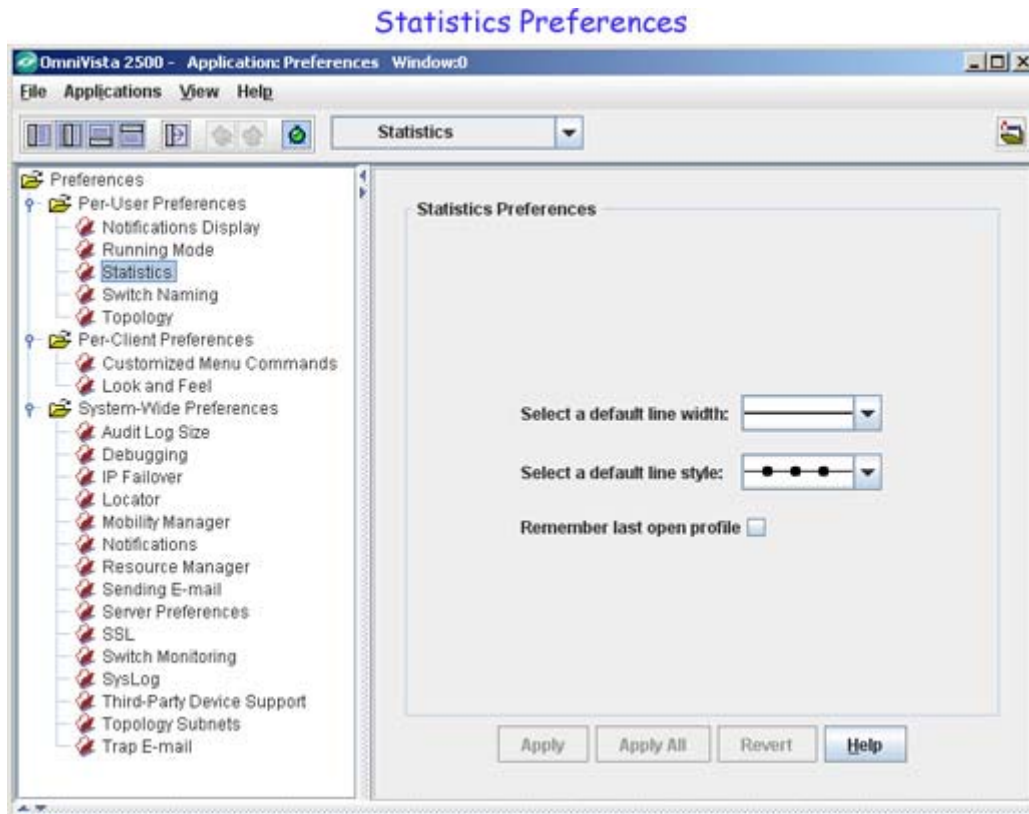 Statistics Preferences
OmniVista 2500 - Application: Preferences Window:0
File Applications View Help
Statistics
Preferences
Per-User Preferences
Notifications Display
Running Mode
Statistics
Switch Naming
Topology
Per-Client Preferences
Customized Menu Commands
Look and Feel
System-Wide Preferences
Audit Log Size
Debugging
IP Failover
Locator
Mobility Manager
Notifications
Resource Manager
Sending E-mail
Server Preferences
SSL
Switch Monitoring
SysLog
Third-Party Device Support
Topology Subnets
Trap E-mail
Statistics Preferences
Select a default line width:
Select a default line style:
Remember last open profile
Apply Apply All Revert Help